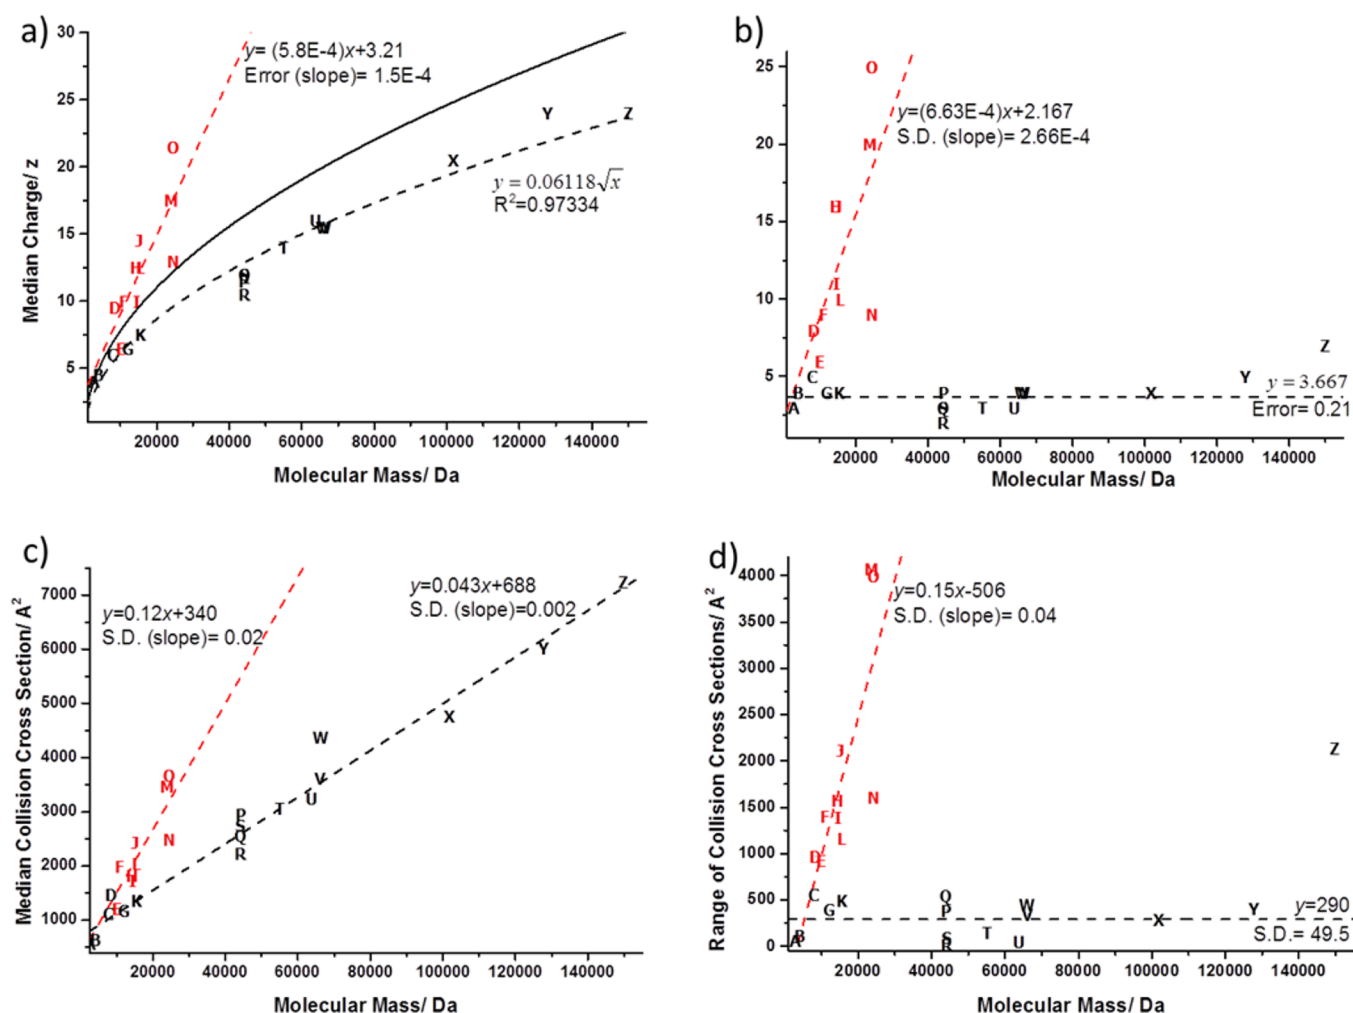 a)
y= (5.8E-4)x+3.21
Error (slope)= 1.5E-4
y = 0.06118√x
R²=0.97334
Median Charge/ z
30
25
20
15
10
5
A B C D E F G H I J K L M N O P Q R T U W X Y Z
20000 40000 60000 80000 100000 120000 140000
Molecular Mass/ Da
b)
y=(6.63E-4)x+2.167
S.D. (slope)= 2.66E-4
y = 3.667
Error= 0.21
25
20
15
10
5
A B C D E F G H I K L M N O P Q R T U W X Y Z
20000 40000 60000 80000 100000 120000 140000
Molecular Mass/ Da
c)
y=0.12x+340
S.D. (slope)= 0.02
y=0.043x+688
S.D. (slope)=0.002
Median Collision Cross Section/ A²
7000
6000
5000
4000
3000
2000
1000
B C D E F G I J K M N O P Q R T U V W X Y Z
20000 40000 60000 80000 100000 120000 140000
Molecular Mass/ Da
d)
y=0.15x-506
S.D. (slope)= 0.04
y=290
S.D.= 49.5
Range of Collision Cross Sections/ A²
4000
3500
3000
2500
2000
1500
1000
500
0
A B C D E F G H I J K L M N O P Q R S T U V W X Y Z
20000 40000 60000 80000 100000 120000 140000
Molecular Mass/ Da